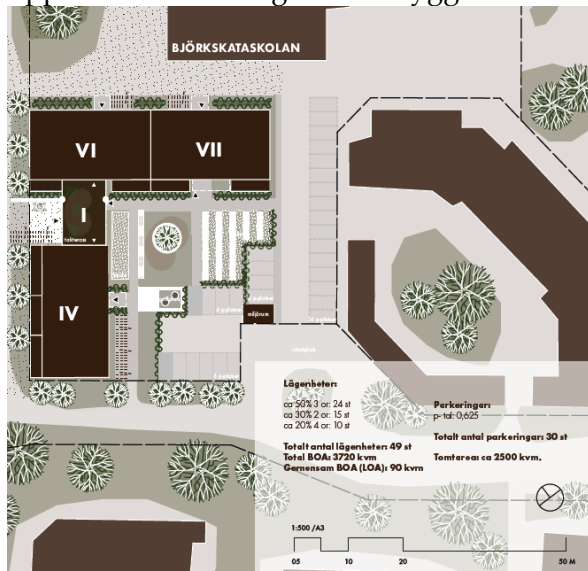 BJÖRKSKATASKOLAN
VI
VII
I
takterass
IV
miljörum
Lägenheter:
ca 50% 3 or: 24 st
ca 30% 2 or: 15 st
ca 20% 4 or: 10 st
Totalt antal lägenheter: 49 st
Total BOA: 3720 kvm
Gemensam BOA (LOA): 90 kvm
Parkeringar:
p- tal: 0,625
Totalt antal parkeringar: 30 st
Tomtarea: ca 2500 kvm.
1:500 /A3
05 10 20 50 M